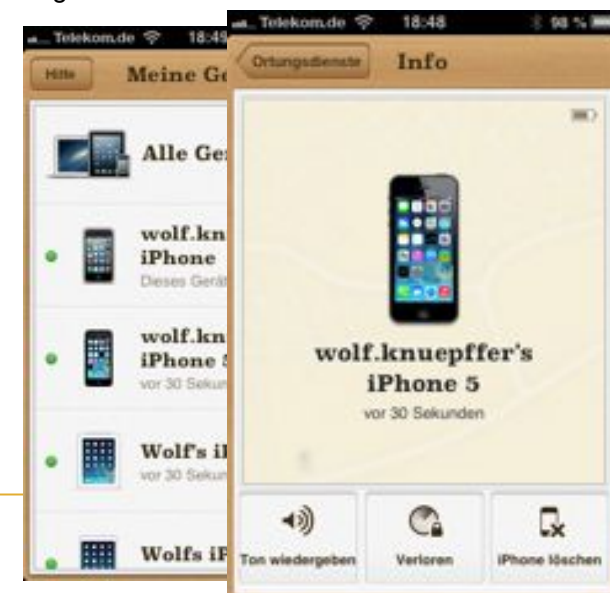 Telekom.de 18:49
Hilfe Meine Ge
Alle Ger
wolf.kn
iPhone
Dieses Gerät
wolf.kn
iPhone 5
vor 30 Sekun
Wolf's iP
vor 30 Sekun
Wolfs iP
Telekom.de 18:48 98 %
Ortungsdienste Info
wolf.knuepffer's
iPhone 5
vor 30 Sekunden
Ton wiedergeben
Verloren
iPhone löschen